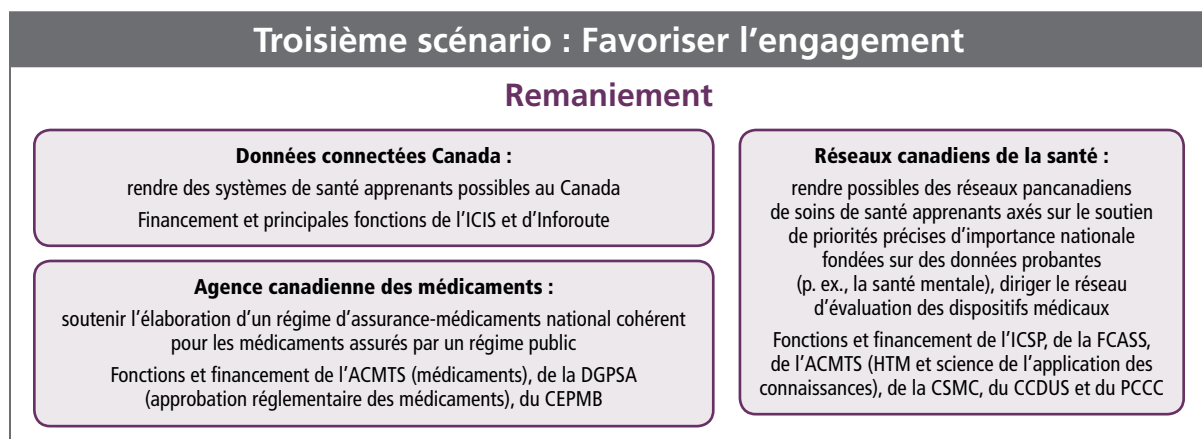 Troisième scénario : Favoriser l’engagement
Remaniement
Données connectées Canada :
rendre des systèmes de santé apprenants possibles au Canada
Financement et principales fonctions de l’ICIS et d’Inforoute
Agence canadienne des médicaments :
soutenir l’élaboration d’un régime d’assurance-médicaments national cohérent
pour les médicaments assurés par un régime public
Fonctions et financement de l’ACMTS (médicaments), de la DGPSA
(approbation réglementaire des médicaments), du CEPMB
Réseaux canadiens de la santé :
rendre possibles des réseaux pancanadiens
de soins de santé apprenants axés sur le soutien
de priorités précises d’importance nationale
fondées sur des données probantes
(p. ex., la santé mentale), diriger le réseau
d’évaluation des dispositifs médicaux
Fonctions et financement de l’ICSP, de la FCASS,
de l’ACMTS (HTM et science de l’application des
connaissances), de la CSMC, du CCDUS et du PCCC